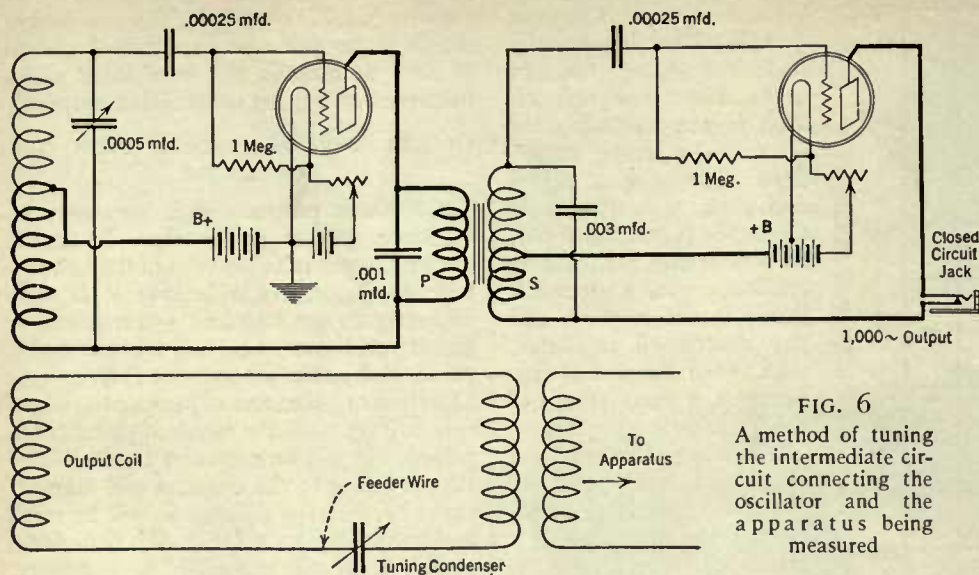 .00025 mfd.
.00025 mfd.
.0005 mfd.
1 Meg.
1 Meg.
B+
.001
mfd.
P
S
.003 mfd.
+B
Closed
Circuit
Jack
1,000~ Output
Output Coil
Feeder Wire
Tuning Condenser
To
Apparatus
FIG. 6
A method of tuning
the intermediate cir-
cuit connecting the
oscillator and the
apparatus being
measured